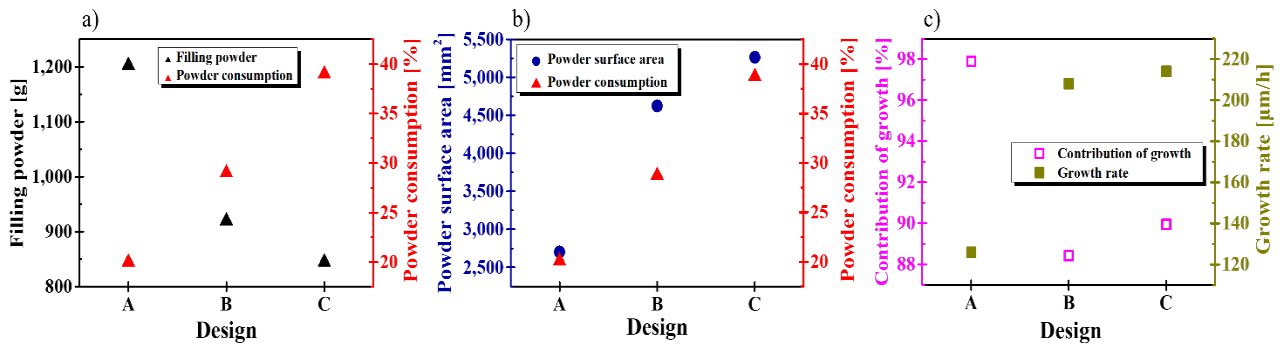 a)
Filling powder [g]
1,200
1,100
1,000
900
800
Filling powder
Powder consumption
40
30
20
Powder consumption [%]
A B C
Design
b)
Powder surface area [mm²]
5,500
5,000
4,500
4,000
3,500
3,000
2,500
Powder surface area
Powder consumption
40
35
30
25
20
Powder consumption [%]
A B C
Design
c)
Contribution of growth [%]
98
96
94
92
90
88
Contribution of growth
Growth rate
220
200
180
160
140
120
Growth rate [μm/h]
A B C
Design